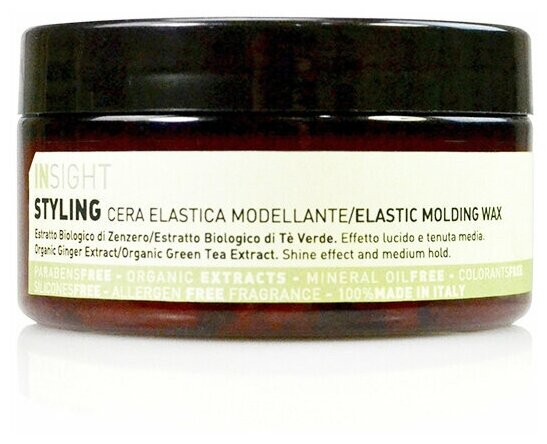 INSIGHT
STYLING CERA ELASTICA MODELLANTE/ELASTIC MOLDING WAX
Estratto Biologico di Zenzero/Estratto Biologico di Tè Verde. Effetto lucido e tenuta media.
Organic Ginger Extract/Organic Green Tea Extract. Shine effect and medium hold.
PARABENSFREE - ORGANIC EXTRACTS - MINERAL OILFREE - COLORANTSFREE
SILICONESFREE - ALLERGEN FREE FRAGRANCE - 100% MADE IN ITALY